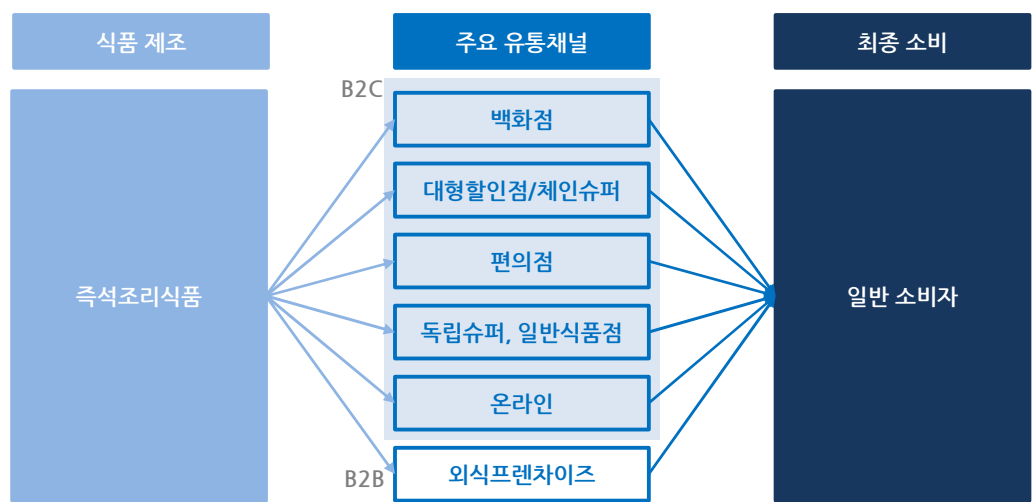 식품 제조
주요 유통채널
최종 소비
B2C
백화점
대형할인점/체인슈퍼
편의점
즉석조리식품
일반 소비자
독립슈퍼, 일반식품점
온라인
B2B
외식프렌차이즈